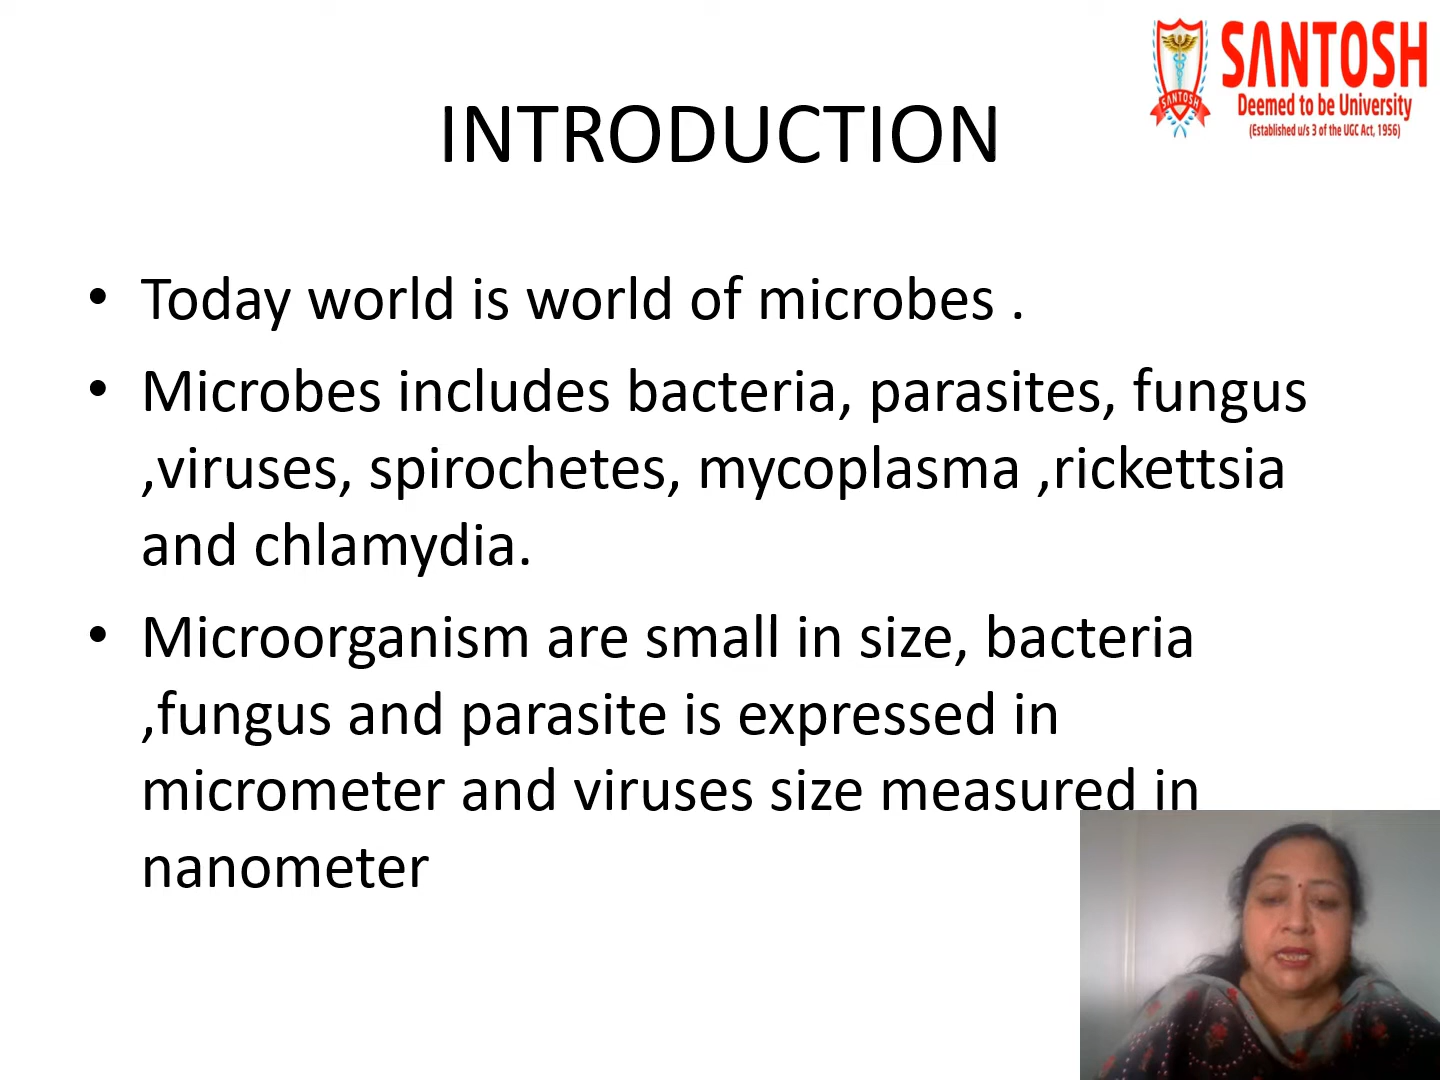 SANTOSH
Deemed to be University
(Established u/s 3 of the UGC Act, 1956)
SANTOSH
INTRODUCTION
• Today world is world of microbes .
• Microbes includes bacteria, parasites, fungus
,viruses, spirochetes, mycoplasma ,rickettsia
and chlamydia.
• Microorganism are small in size, bacteria
,fungus and parasite is expressed in
micrometer and viruses size measured in
nanometer